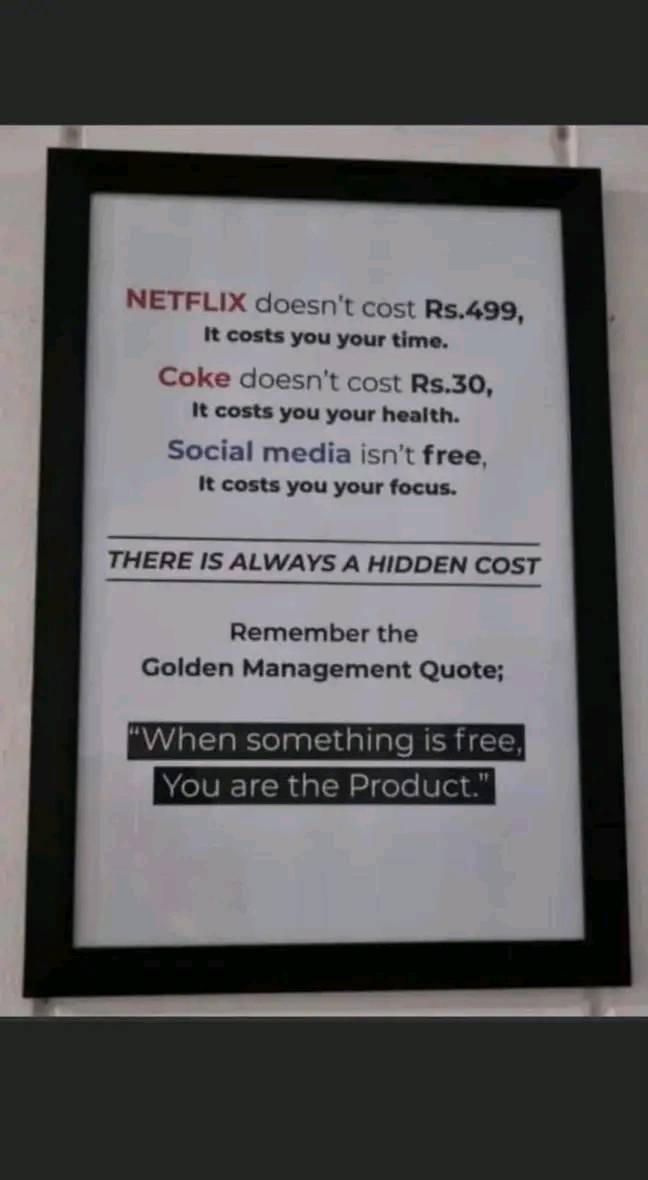 NETFLIX doesn't cost Rs.499,
It costs you your time.
Coke doesn't cost Rs.30,
It costs you your health.
Social media isn't free,
It costs you your focus.
THERE IS ALWAYS A HIDDEN COST
Remember the
Golden Management Quote;
"When something is free,
You are the Product."